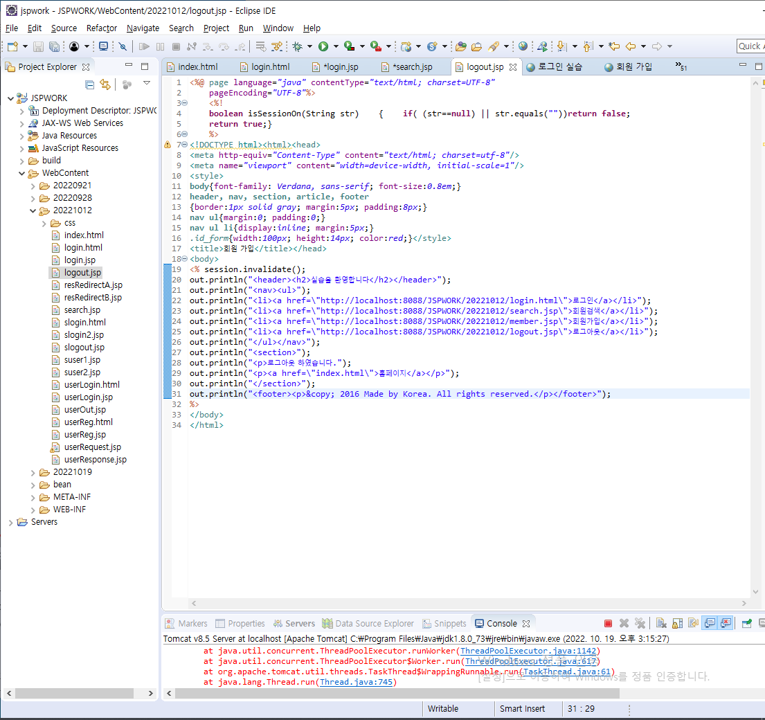 jspwork - JSPWORK/WebContent/20221012/logout.jsp - Eclipse IDE
File Edit Source Refactor Navigate Search Project Run Window Help
Quick A
Project Explorer
index.html login.html *login.jsp *search.jsp logout.jsp 로그인 실습 회원 가입 »51
JSPWORK
Deployment Descriptor: JSPWC
JAX-WS Web Services
Java Resources
JavaScript Resources
build
WebContent
20220921
20220928
20221012
css
index.html
login.html
login.jsp
logout.jsp
resRedirectA.jsp
resRedirectB.jsp
search.jsp
slogin.html
slogin2.jsp
slogout.jsp
suser1.jsp
suser2.jsp
userLogin.html
userLogin.jsp
userOut.jsp
userReg.html
userReg.jsp
userRequest.jsp
userResponse.jsp
20221019
bean
META-INF
WEB-INF
Servers
1 <%@ page language="java" contentType="text/html; charset=UTF-8"
2 pageEncoding="UTF-8"%>
3 <%!
4 boolean isSessionOn(String str) { if( (str==null) || str.equals(""))return false;
5 return true;}
6 %>
7 <!DOCTYPE html><html><head>
8 <meta http-equiv="Content-Type" content="text/html; charset=utf-8"/>
9 <meta name="viewport" content="width=device-width, initial-scale=1"/>
10 <style>
11 body{font-family: Verdana, sans-serif; font-size:0.8em;}
12 header, nav, section, article, footer
13 {border:1px solid gray; margin:5px; padding:8px;}
14 nav ul{margin:0; padding:0;}
15 nav ul li{display:inline; margin:5px;}
16 .id_form{width:100px; height:14px; color:red;}</style>
17 <title>회원 가입</title></head>
18 <body>
19 <% session.invalidate();
20 out.println("<header><h2>실습을 환영합니다</h2></header>");
21 out.println("<nav><ul>");
22 out.println("<li><a href=\"http://localhost:8088/JSPWORK/20221012/login.html\">로그인</a></li>");
23 out.println("<li><a href=\"http://localhost:8088/JSPWORK/20221012/search.jsp\">회원검색</a></li>");
24 out.println("<li><a href=\"http://localhost:8088/JSPWORK/20221012/member.jsp\">회원가입</a></li>");
25 out.println("<li><a href=\"http://localhost:8088/JSPWORK/20221012/logout.jsp\">로그아웃</a></li>");
26 out.println("</ul></nav>");
27 out.println("<section>");
28 out.println("<p>로그아웃 하였습니다.");
29 out.println("<p><a href=\"index.html\">홈페이지</a></p>");
30 out.println("</section>");
31 out.println("<footer><p>&copy; 2016 Made by Korea. All rights reserved.</p></footer>");
32 %>
33 </body>
34 </html>
Markers Properties Servers Data Source Explorer Snippets Console
Tomcat v8.5 Server at localhost [Apache Tomcat] C:₩Program Files₩Java₩jdk1.8.0_73₩jre₩bin₩javaw.exe (2022. 10. 19. 오후 3:15:27)
at java.util.concurrent.ThreadPoolExecutor.runWorker(ThreadPoolExecutor.java:1142)
at java.util.concurrent.ThreadPoolExecutor$Worker.run(ThreadPoolExecutor.java:617)
at org.apache.tomcat.util.threads.TaskThread$WrappingRunnable.run(TaskThread.java:61)
at java.lang.Thread.run(Thread.java:745)
Windows를 정품 인증합니다.
Writable Smart Insert 31 : 29